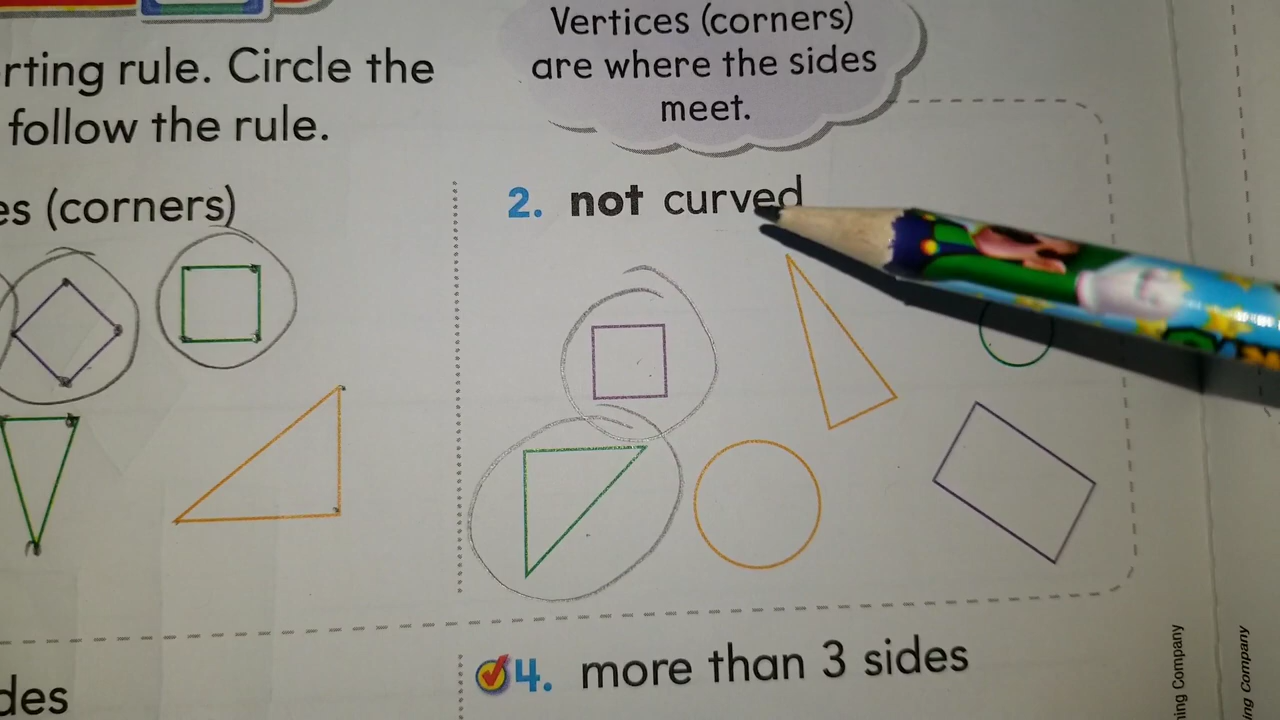 Vertices (corners)
are where the sides
meet.
rting rule. Circle the
follow the rule.
es (corners)
2. not curved
des
4. more than 3 sides
ning Company
ing Company